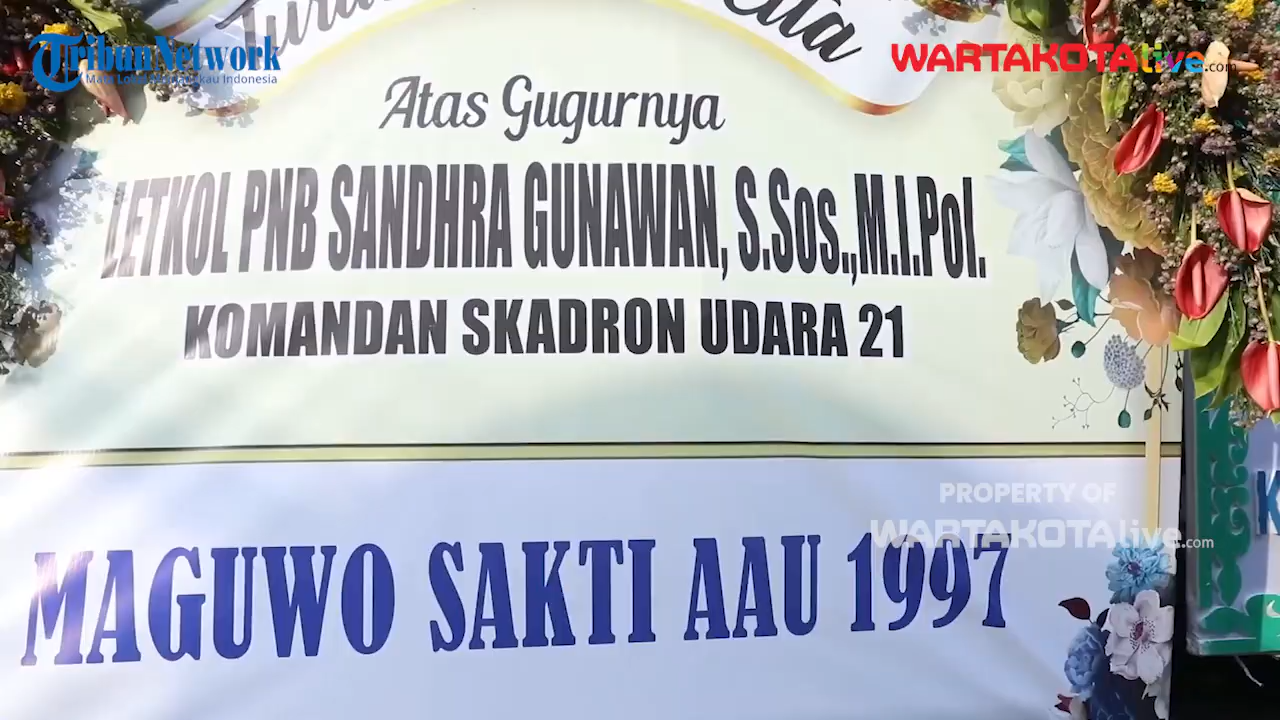 TribunNetwork
WARTAKOTAlive.com
Atas Gugurnya
LETKOL PNB SANDHRA GUNAWAN, S.Sos.,M.I.Pol.
KOMANDAN SKADRON UDARA 21
PROPERTY OF
WARTAKOTAlive.com
MAGUWO SAKTI AAU 1997